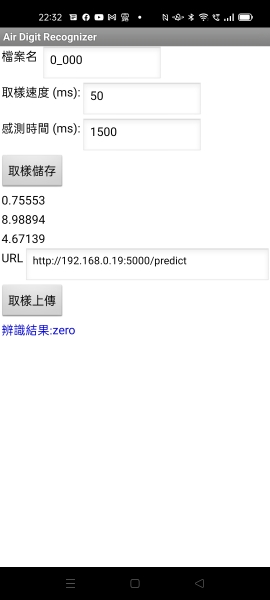 22:32
Air Digit Recognizer
檔案名 0_000
取樣速度 (ms): 50
感測時間 (ms): 1500
取樣儲存
0.75553
8.98894
4.67139
URL http://192.168.0.19:5000/predict
取樣上傳
辨識結果:zero